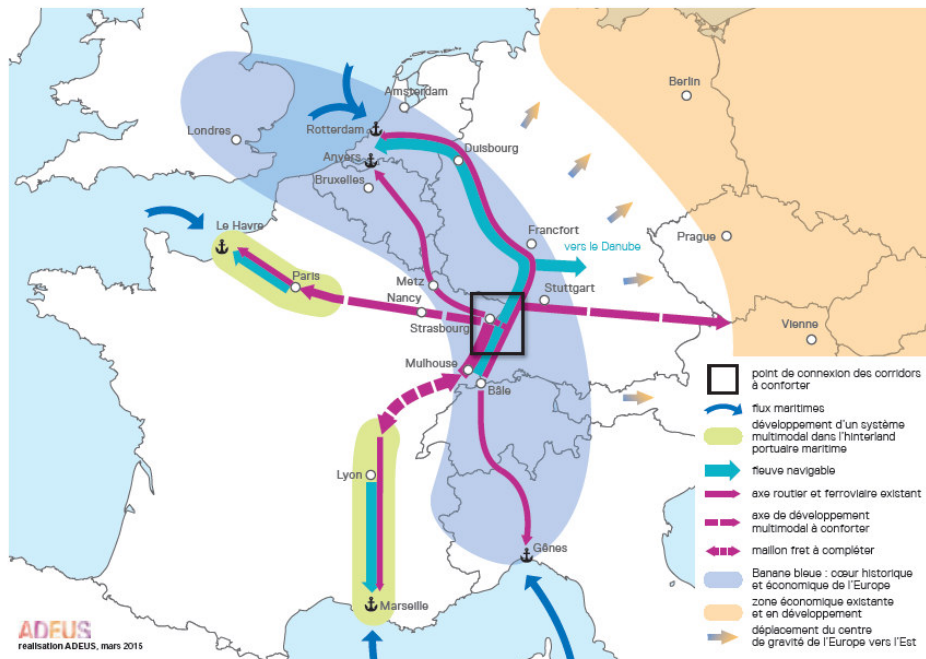 Berlin
Amsterdam
Rotterdam
Londres
Anvers
Duisbourg
Bruxelles
Le Havre
Francfort
Prague
vers le Danube
Paris
Metz
Stuttgart
Nancy
Strasbourg
Vienne
Mulhouse
Bâle
Lyon
Gênes
Marseille
point de connexion des corridors
à conforter
flux maritimes
développement d'un système
multimodal dans l'hinterland
portuaire maritime
fleuve navigable
axe routier et ferroviaire existant
axe de développement
multimodal à conforter
maillon fret à compléter
Banane bleue : cœur historique
et économique de l'Europe
zone économique existante
et en développement
déplacement du centre
de gravité de l'Europe vers l'Est
ADEUS
realisation ADEUS, mars 2015